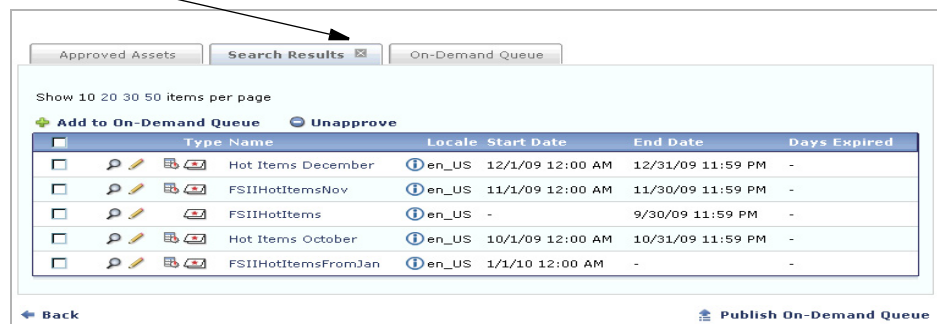 Approved Assets Search Results On-Demand Queue
Show 10 20 30 50 items per page
Add to On-Demand Queue Unapprove
Type Name Locale Start Date End Date Days Expired
Hot Items December en_US 12/1/09 12:00 AM 12/31/09 11:59 PM -
FSIIHotItemsNov en_US 11/1/09 12:00 AM 11/30/09 11:59 PM -
FSIIHotItems en_US - 9/30/09 11:59 PM -
Hot Items October en_US 10/1/09 12:00 AM 10/31/09 11:59 PM -
FSIIHotItemsFromJan en_US 1/1/10 12:00 AM - -
Back Publish On-Demand Queue